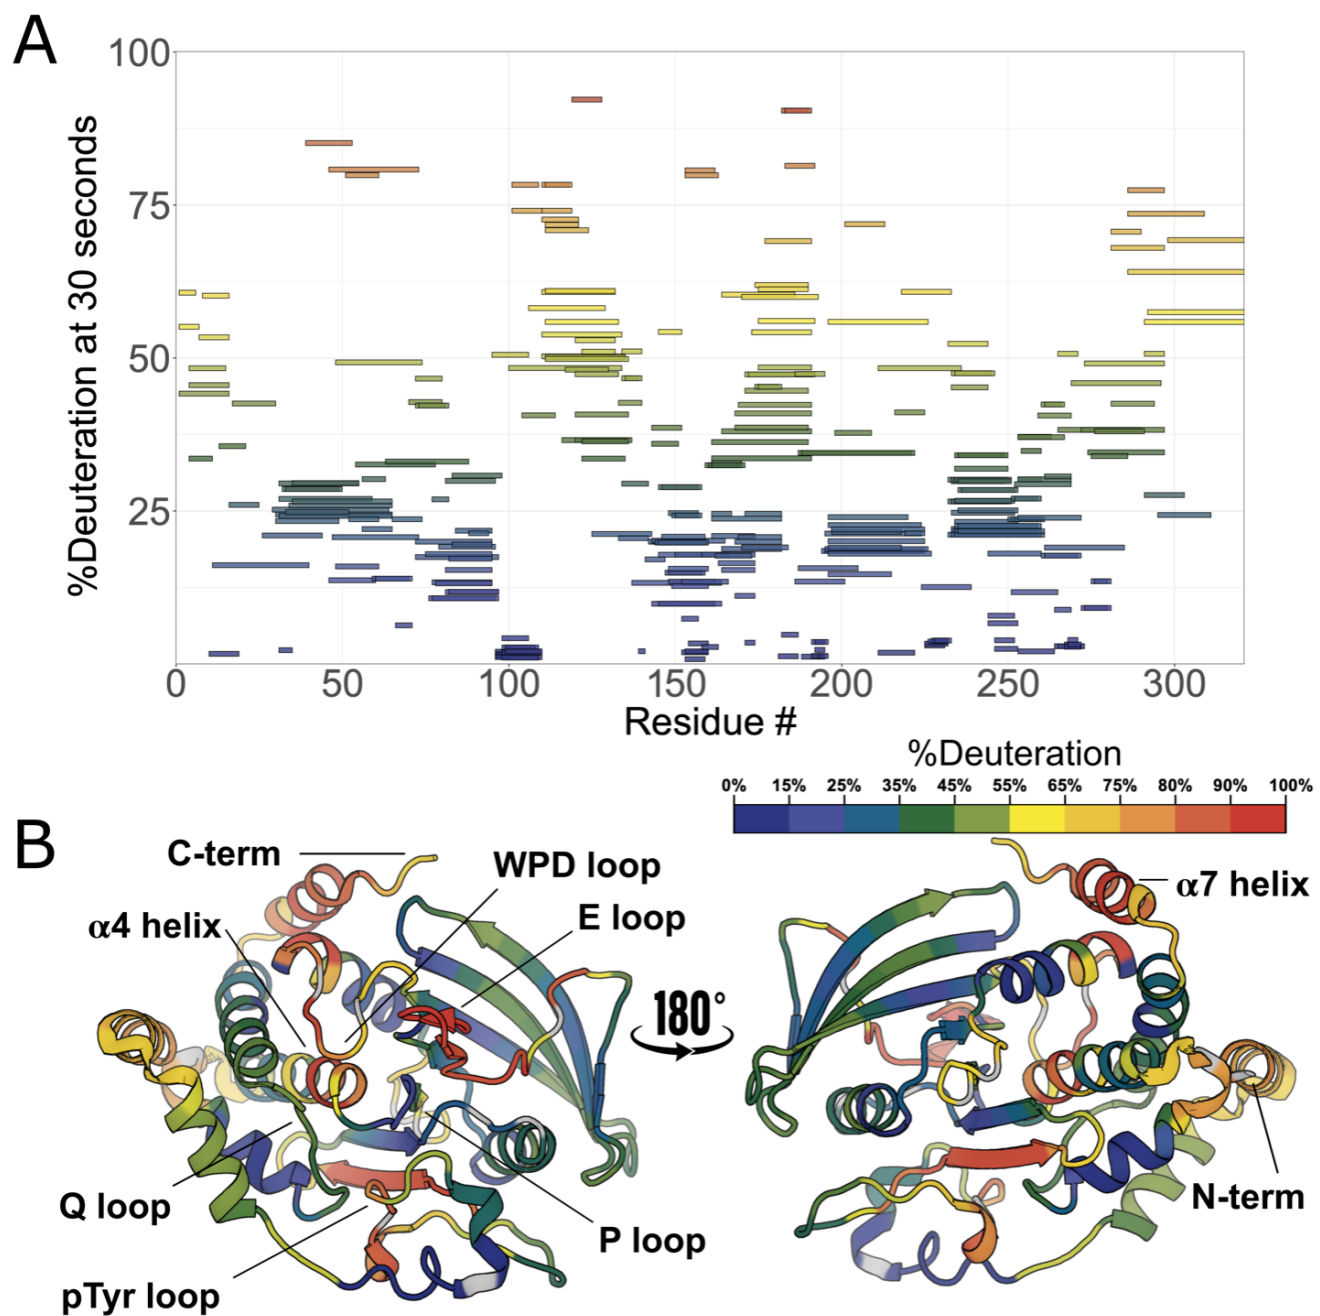 A
%Deuteration at 30 seconds
100
75
50
25
0 50 100 150 200 250 300
Residue #
%Deuteration
0% 15% 25% 35% 45% 55% 65% 75% 80% 90% 100%
B
C-term
WPD loop
α7 helix
α4 helix
E loop
180°
Q loop
P loop
N-term
pTyr loop